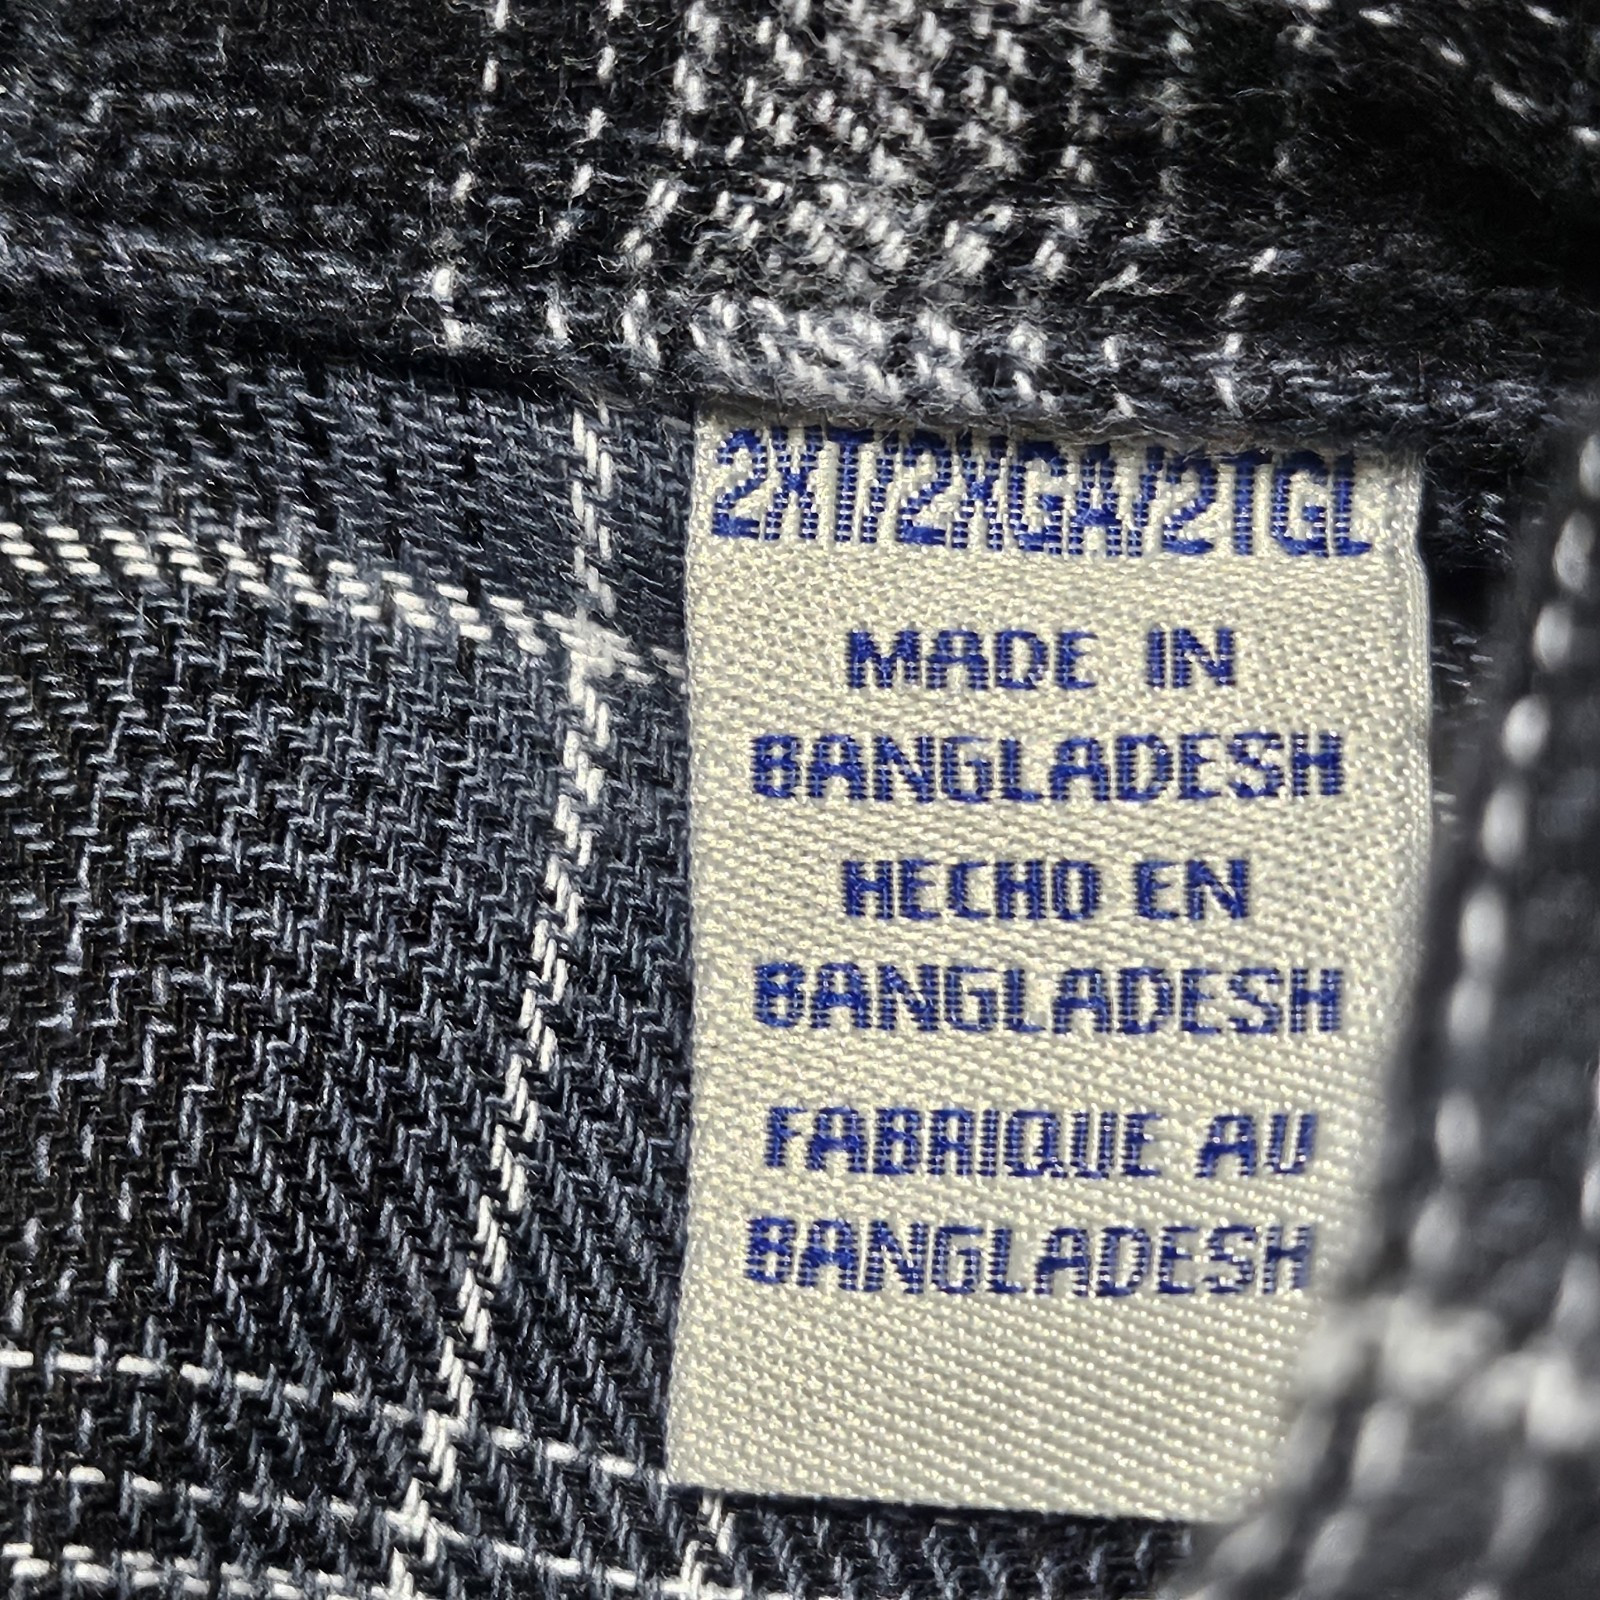 2XT/2XGA/2TGL
MADE IN
BANGLADESH
HECHO EN
BANGLADESH
FABRIQUE AU
BANGLADESH